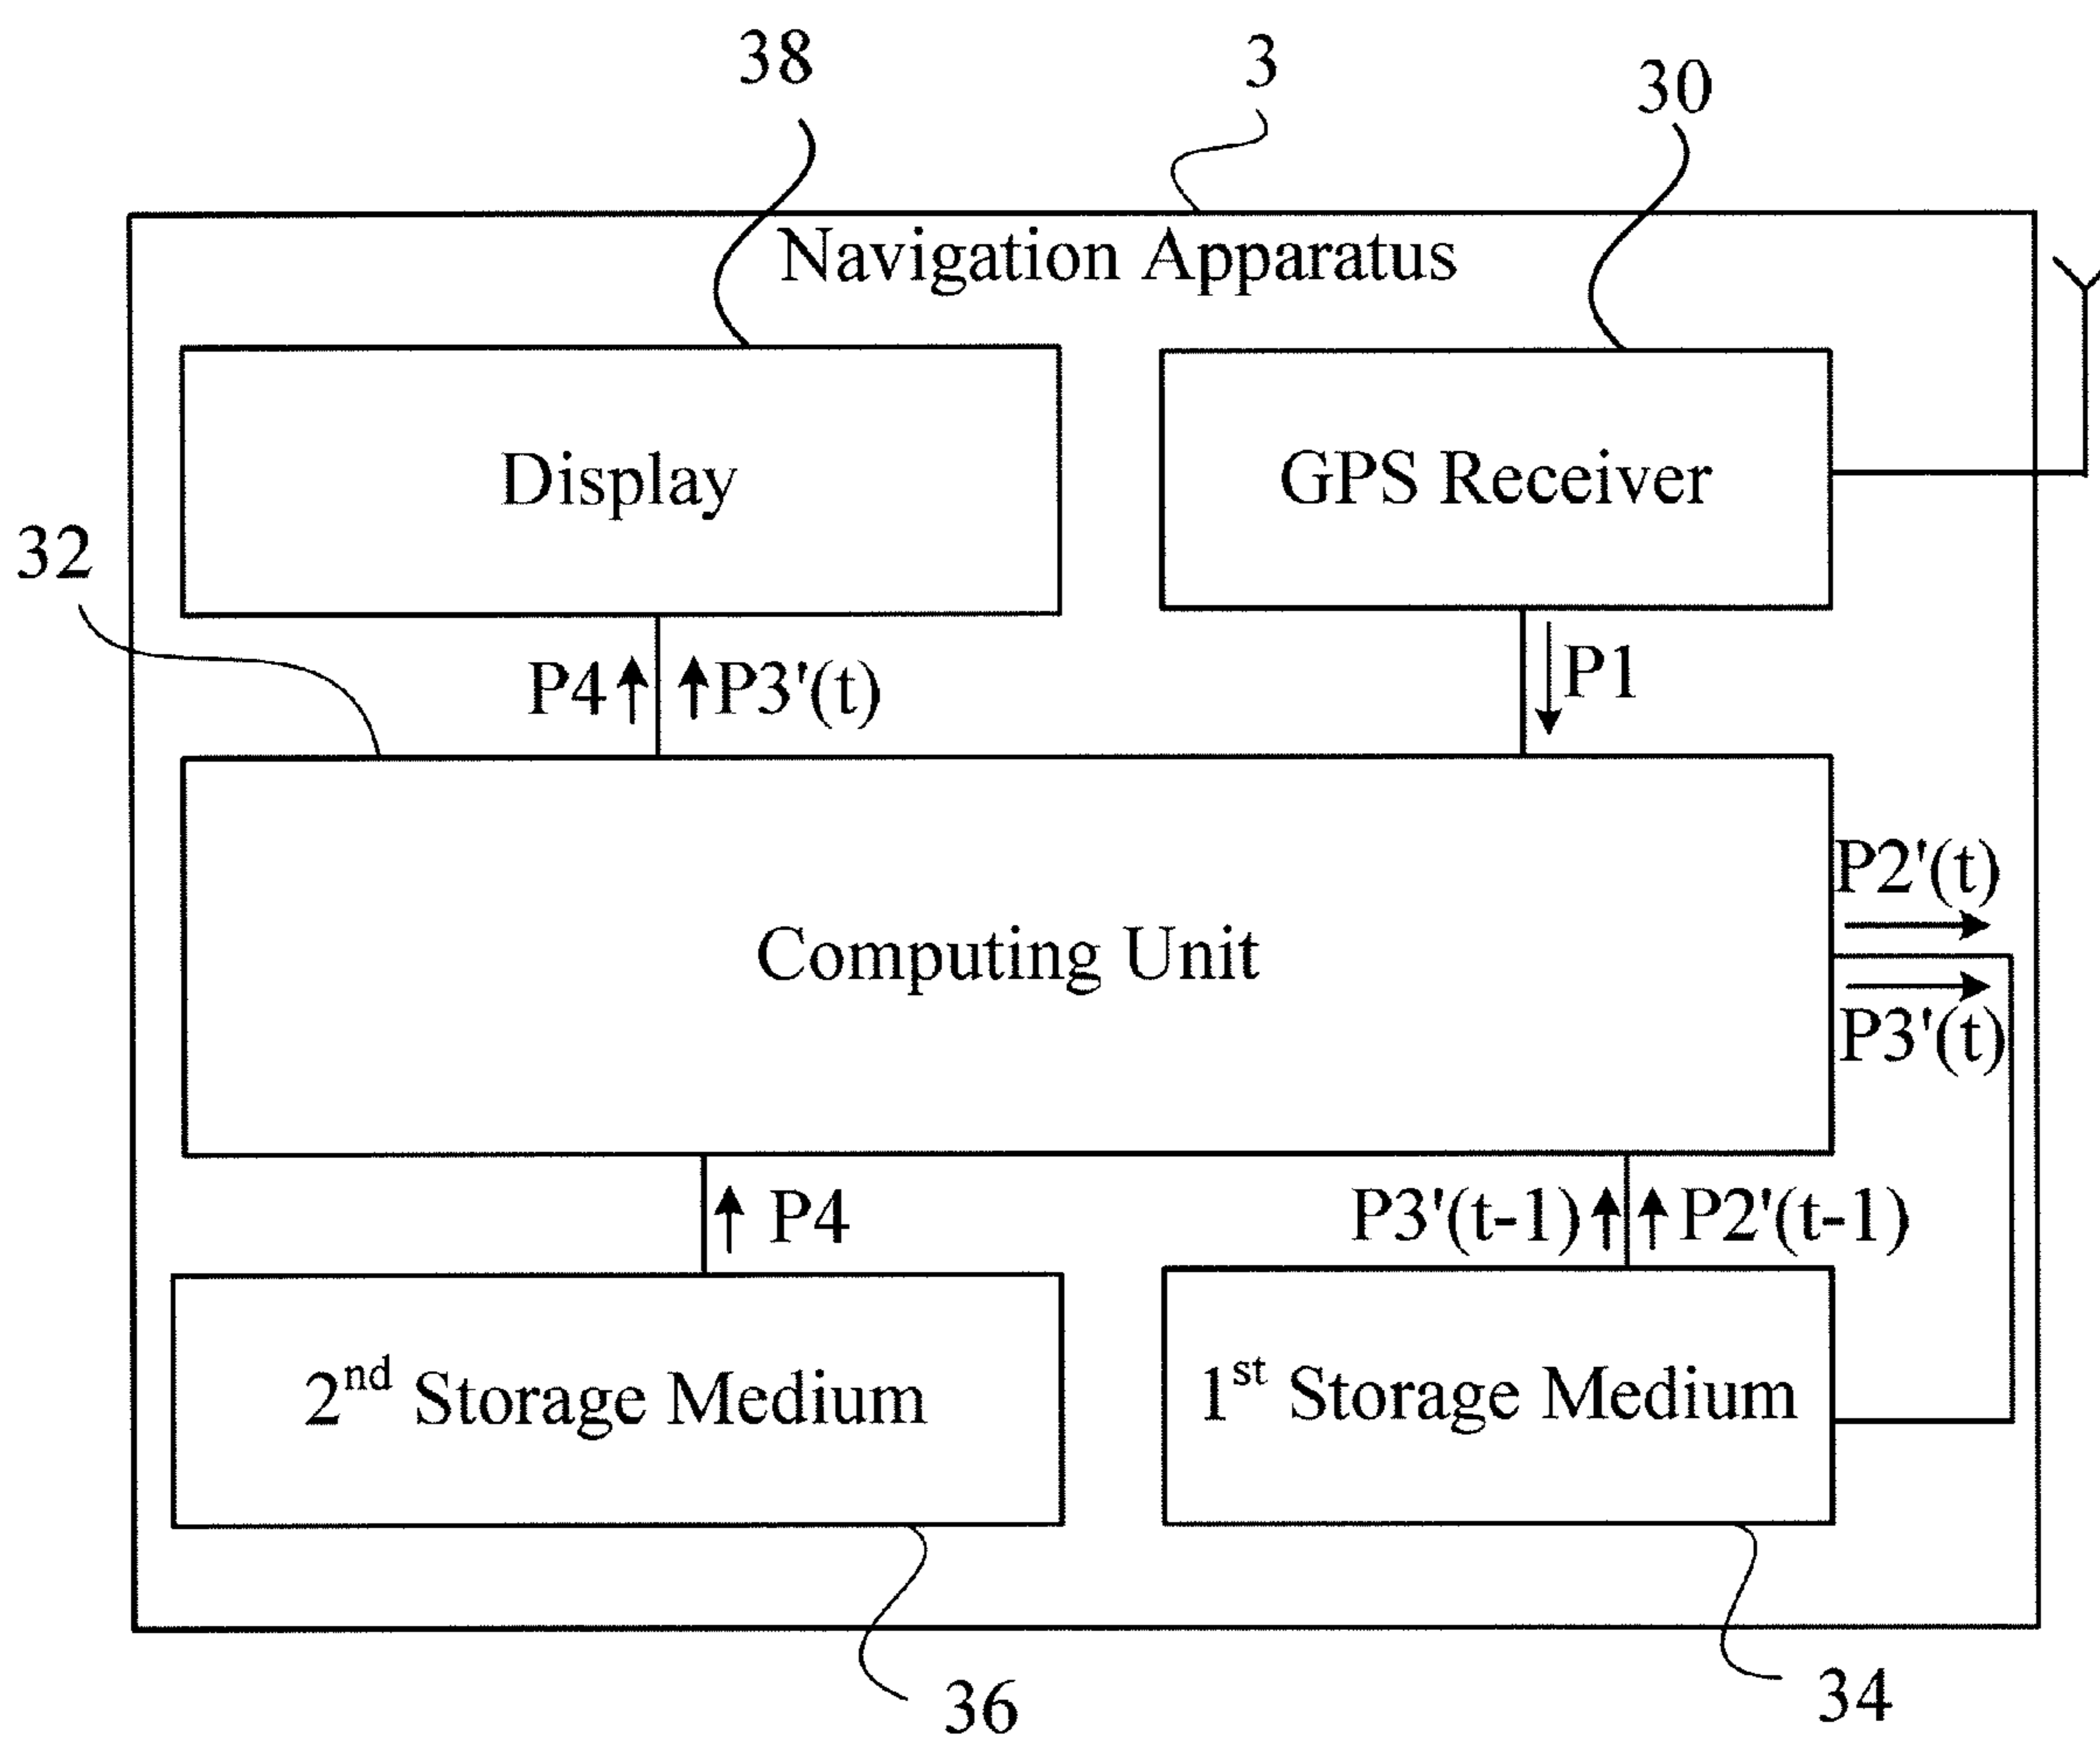 38
3
30
Navigation Apparatus
Display
GPS Receiver
32
P4
P3'(t)
P1
P2'(t)
Computing Unit
P3'(t)
P4
P3'(t-1)
P2'(t-1)
2nd Storage Medium
1st Storage Medium
36
34